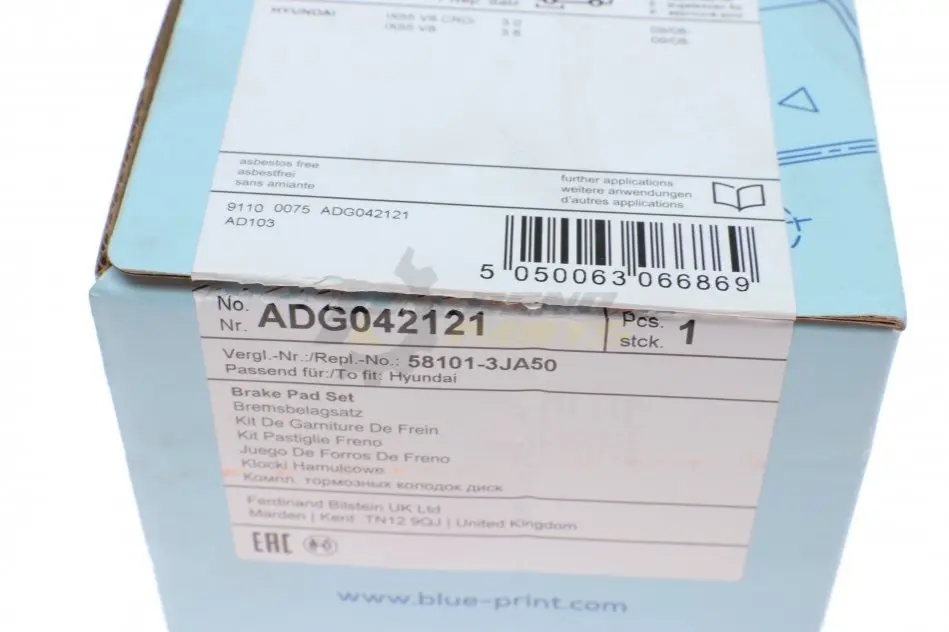 HYUNDAI IX55 V6 CRDi 3.0 09/08-
IX55 V6 3.8 09/08-
asbestos free
asbestfrei
sans amiante
further applications
weitere anwendungen
d'autres applications
9110 0075 ADG042121
AD103
5 050063 066869
No.
Nr. ADG042121
Pcs.
stck. 1
Vergl.-Nr.:/Repl.-No.: 58101-3JA50
Passend für:/To fit: Hyundai
Brake Pad Set
Bremsbelagsatz
Kit De Garniture De Frein
Kit Pastiglie Freno
Juego De Forros De Freno
Klocki Hamulcowe
Компл. тормозных колодок диск
Ferdinand Bilstein UK Ltd
Marden | Kent TN12 9QJ | United Kingdom
EAC
www.blue-print.com